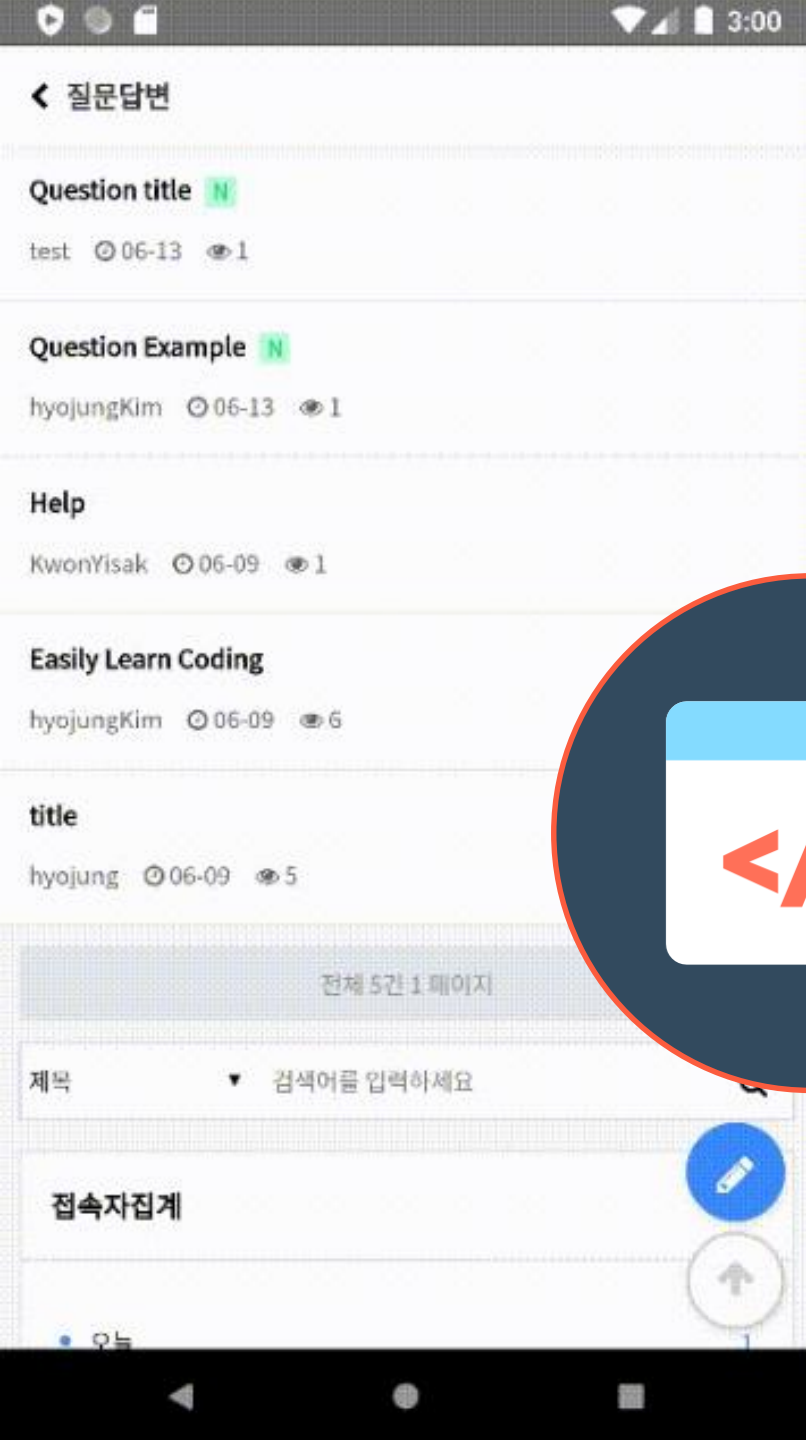 3:00
질문답변
Question title N
test 06-13 1
Question Example N
hyojungKim 06-13 1
Help
KwonYisak 06-09 1
Easily Learn Coding
hyojungKim 06-09 6
title
hyojung 06-09 5
전체 5건 1 페이지
제목 ▼ 검색어를 입력하세요
접속자집계
오늘 1
</